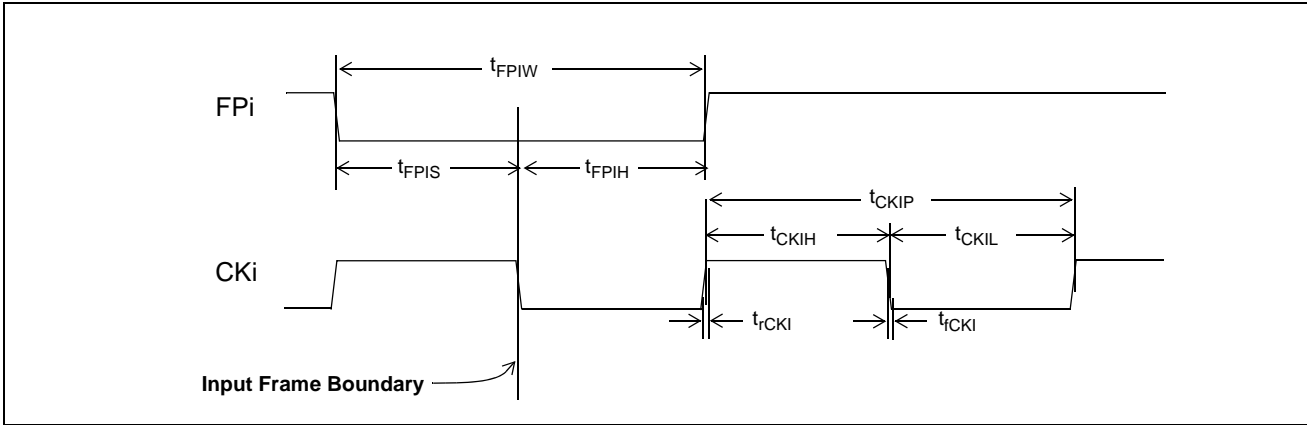 tFPIW
FPi
tFPIS
tFPIH
tCKIP
tCKIH
tCKIL
CKi
trCKI
tfCKI
Input Frame Boundary